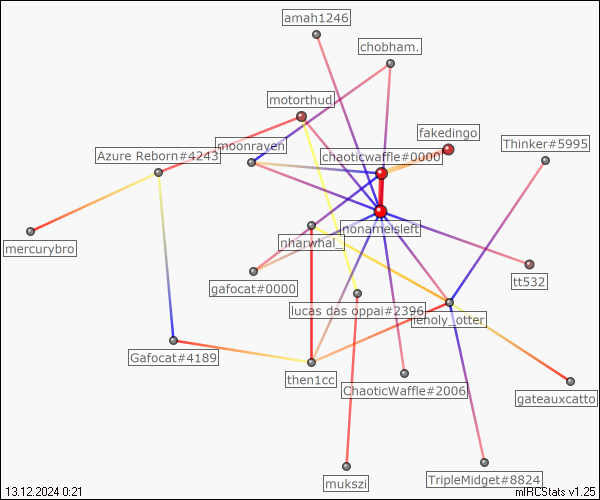 amah1246
chobham.
motorthud.
fakedingo
moonraven
Thinker#5995
Azure Reborn#4243
chaoticwaffle#0000
nonameisleft
mercurybro
nharwhal_
tt532
gafocat#0000
lucas das oppai#2396
lenoly_otter
Gafocat#4189
then1cc
ChaoticWaffle#2006
gateauxcatto
mukszi
TripleMidget#8824
13.12.2024 0:21
mIRCStats v1.25